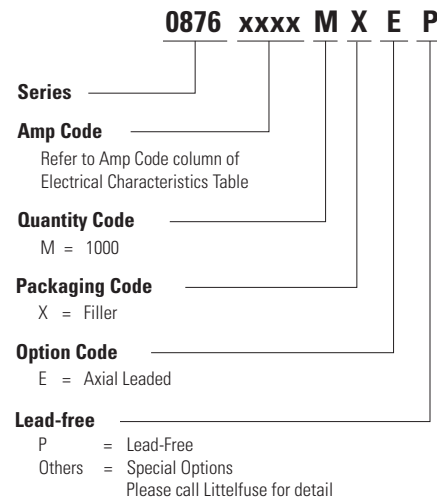 0876 xxxx M X E P
Series
Amp Code
Refer to Amp Code column of
Electrical Characteristics Table
Quantity Code
M = 1000
Packaging Code
X = Filler
Option Code
E = Axial Leaded
Lead-free
P = Lead-Free
Others = Special Options
Please call Littelfuse for detail